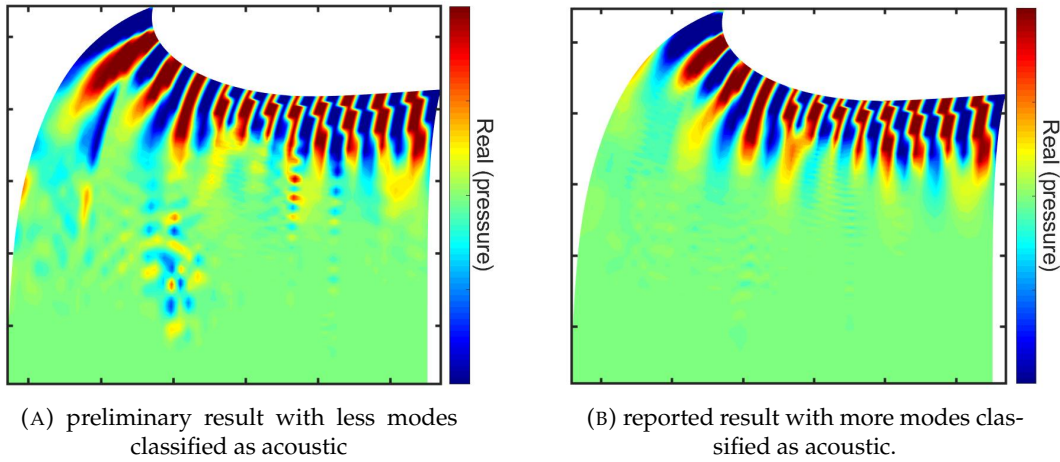 Real (pressure)
Real (pressure)
(A) preliminary result with less modes
classified as acoustic
(B) reported result with more modes clas-
sified as acoustic.